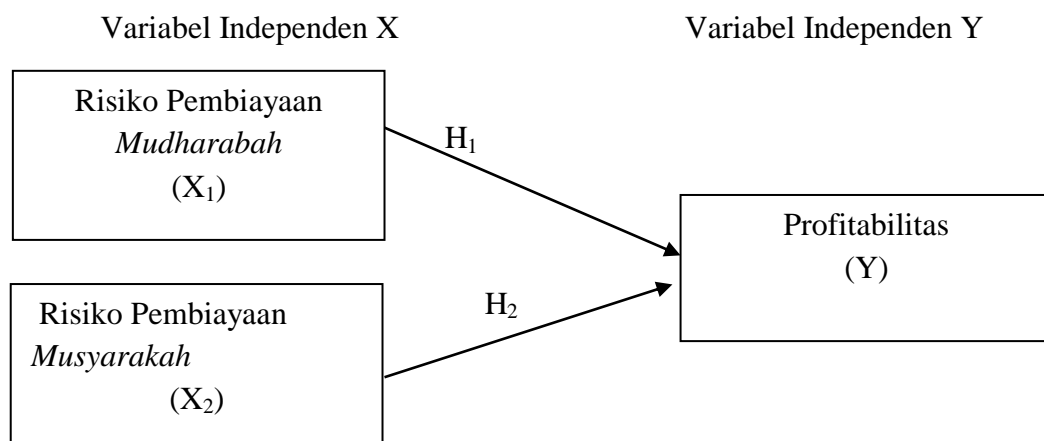 Variabel Independen X
Variabel Independen Y
Risiko Pembiayaan
Mudharabah
(X₁)
H₁
Profitabilitas
(Y)
Risiko Pembiayaan
Musyarakah
(X₂)
H₂